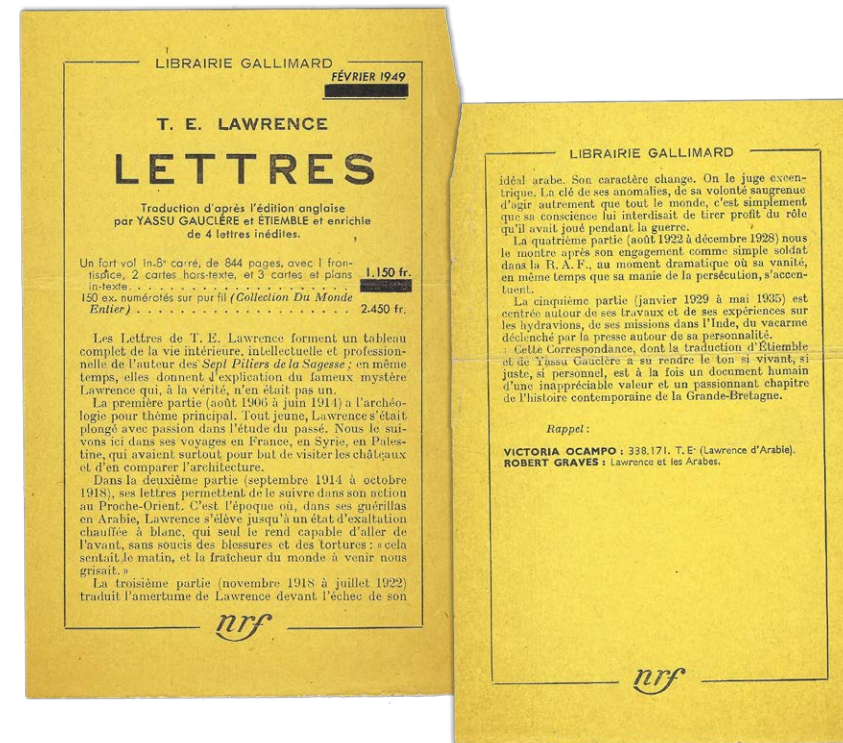 LIBRAIRIE GALLIMARD
FÉVRIER 1949
T. E. LAWRENCE
LETTRES
Traduction d'après l'édition anglaise
par YASSU GAUCLÈRE et ÉTIEMBLE et enrichie
de 4 lettres inédites.
Un fort vol in-8° carré, de 844 pages, avec 1 fron-
tispice, 2 cartes hors-texte, et 3 cartes et plans
in-texte. . . . . . . . . . . . . . . . . 1.150 fr.
150 ex. numérotés sur pur fil (Collection Du Monde
Entier) . . . . . . . . . . . . . . . . . 2.450 fr.
Les Lettres de T. E. Lawrence forment un tableau
complet de la vie intérieure, intellectuelle et profession-
nelle de l'auteur des Sept Piliers de la Sagesse ; en même
temps, elles donnent l'explication du fameux mystère
Lawrence qui, à la vérité, n'en était pas un.
La première partie (août 1906 à juin 1914) a l'archéo-
logie pour thème principal. Tout jeune, Lawrence s'était
plongé avec passion dans l'étude du passé. Nous le sui-
vons ici dans ses voyages en France, en Syrie, en Pales-
tine, qui avaient surtout pour but de visiter les châteaux
et d'en comparer l'architecture.
Dans la deuxième partie (septembre 1914 à octobre
1918), ses lettres permettent de le suivre dans son action
au Proche-Orient. C'est l'époque où, dans ses guérillas
en Arabie, Lawrence s'élève jusqu'à un état d'exaltation
chauffée à blanc, qui seul le rend capable d'aller de
l'avant, sans soucis des blessures et des tortures : « cela
sentait le matin, et la fraîcheur du monde à venir nous
grisait. »
La troisième partie (novembre 1918 à juillet 1922)
traduit l'amertume de Lawrence devant l'échec de son
nrf
LIBRAIRIE GALLIMARD
idéal arabe. Son caractère change. On le juge excen-
trique. La clé de ses anomalies, de sa volonté saugrenue
d'agir autrement que tout le monde, c'est simplement
que sa conscience lui interdisait de tirer profit du rôle
qu'il avait joué pendant la guerre.
La quatrième partie (août 1922 à décembre 1928) nous
le montre après son engagement comme simple soldat
dans la R. A. F., au moment dramatique où sa vanité,
en même temps que sa manie de la persécution, s'accen-
tuent.
La cinquième partie (janvier 1929 à mai 1935) est
centrée autour de ses travaux et de ses expériences sur
les hydravions, de ses missions dans l'Inde, du vacarme
déclenché par la presse autour de sa personnalité.
Cette Correspondance, dont la traduction d'Étiemble
et de Yassu Gauclère a su rendre le ton si vivant, si
juste, si personnel, est à la fois un document humain
d'une inappréciable valeur et un passionnant chapitre
de l'histoire contemporaine de la Grande-Bretagne.
Rappel :
VICTORIA OCAMPO : 338.171. T. E. (Lawrence d'Arabie).
ROBERT GRAVES : Lawrence et les Arabes.
nrf